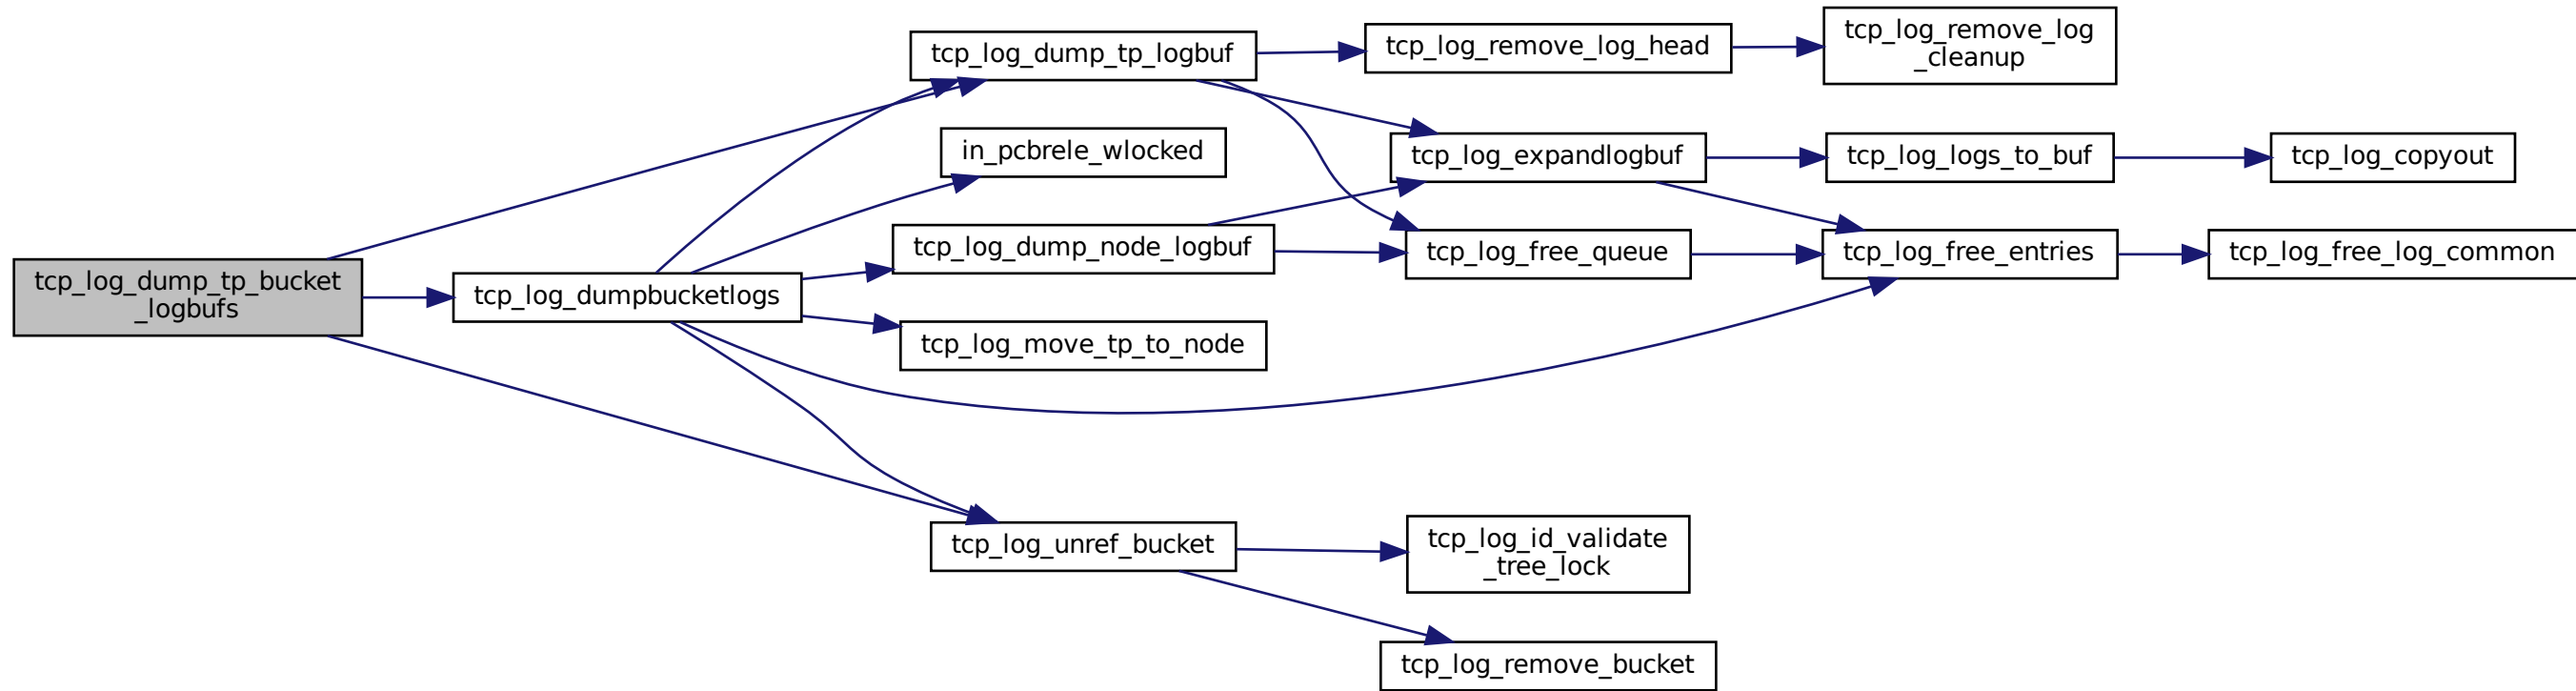 tcp_log_dump_tp_bucket
_logbufs
tcp_log_dumpbucketlogs
tcp_log_dump_tp_logbuf
in_pcbrele_wlocked
tcp_log_dump_node_logbuf
tcp_log_move_tp_to_node
tcp_log_unref_bucket
tcp_log_remove_log_head
tcp_log_expandlogbuf
tcp_log_free_queue
tcp_log_id_validate
_tree_lock
tcp_log_remove_bucket
tcp_log_remove_log
_cleanup
tcp_log_logs_to_buf
tcp_log_free_entries
tcp_log_copyout
tcp_log_free_log_common